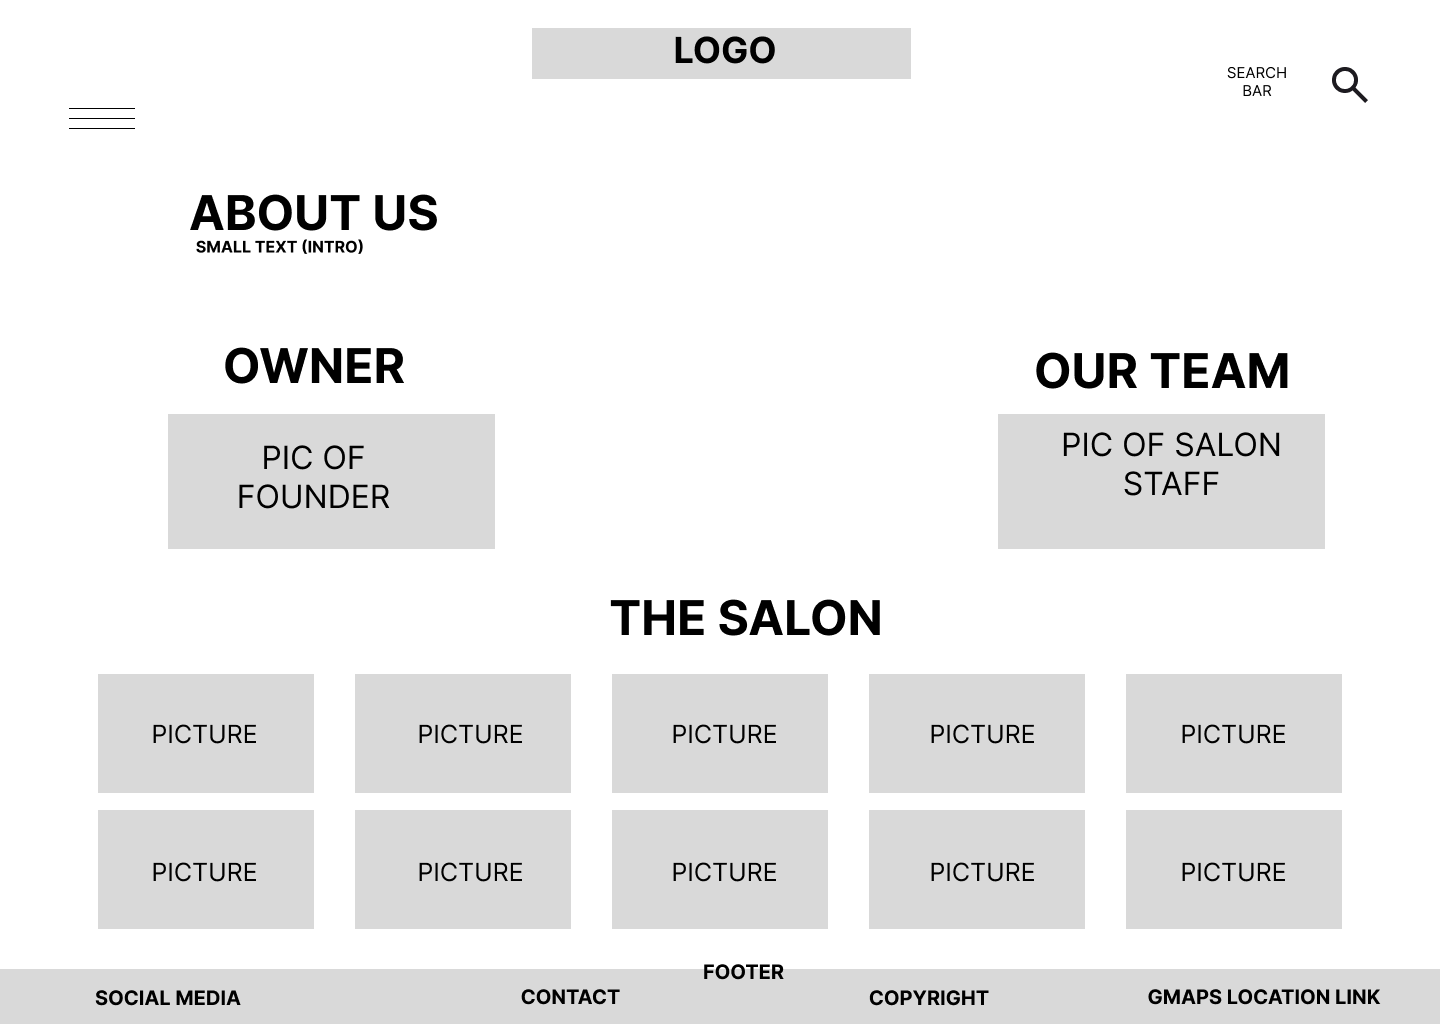 LOGO
SEARCH
BAR
ABOUT US
SMALL TEXT (INTRO)
OWNER
OUR TEAM
PIC OF
FOUNDER
PIC OF SALON
STAFF
THE SALON
PICTURE
PICTURE
PICTURE
PICTURE
PICTURE
PICTURE
PICTURE
PICTURE
PICTURE
PICTURE
FOOTER
SOCIAL MEDIA
CONTACT
COPYRIGHT
GMAPS LOCATION LINK